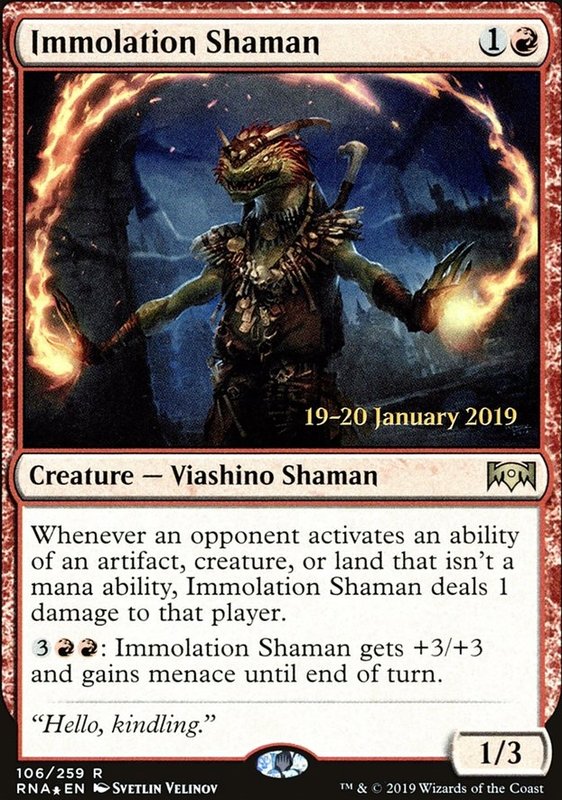 Immolation Shaman 1
19–20 January 2019
Creature — Viashino Shaman
Whenever an opponent activates an ability
of an artifact, creature, or land that isn't a
mana ability, Immolation Shaman deals 1
damage to that player.
3: Immolation Shaman gets +3/+3
and gains menace until end of turn.
“Hello, kindling.”
1/3
106/259 R
RNA★EN Svetlin Velinov
™ & © 2019 Wizards of the Coast